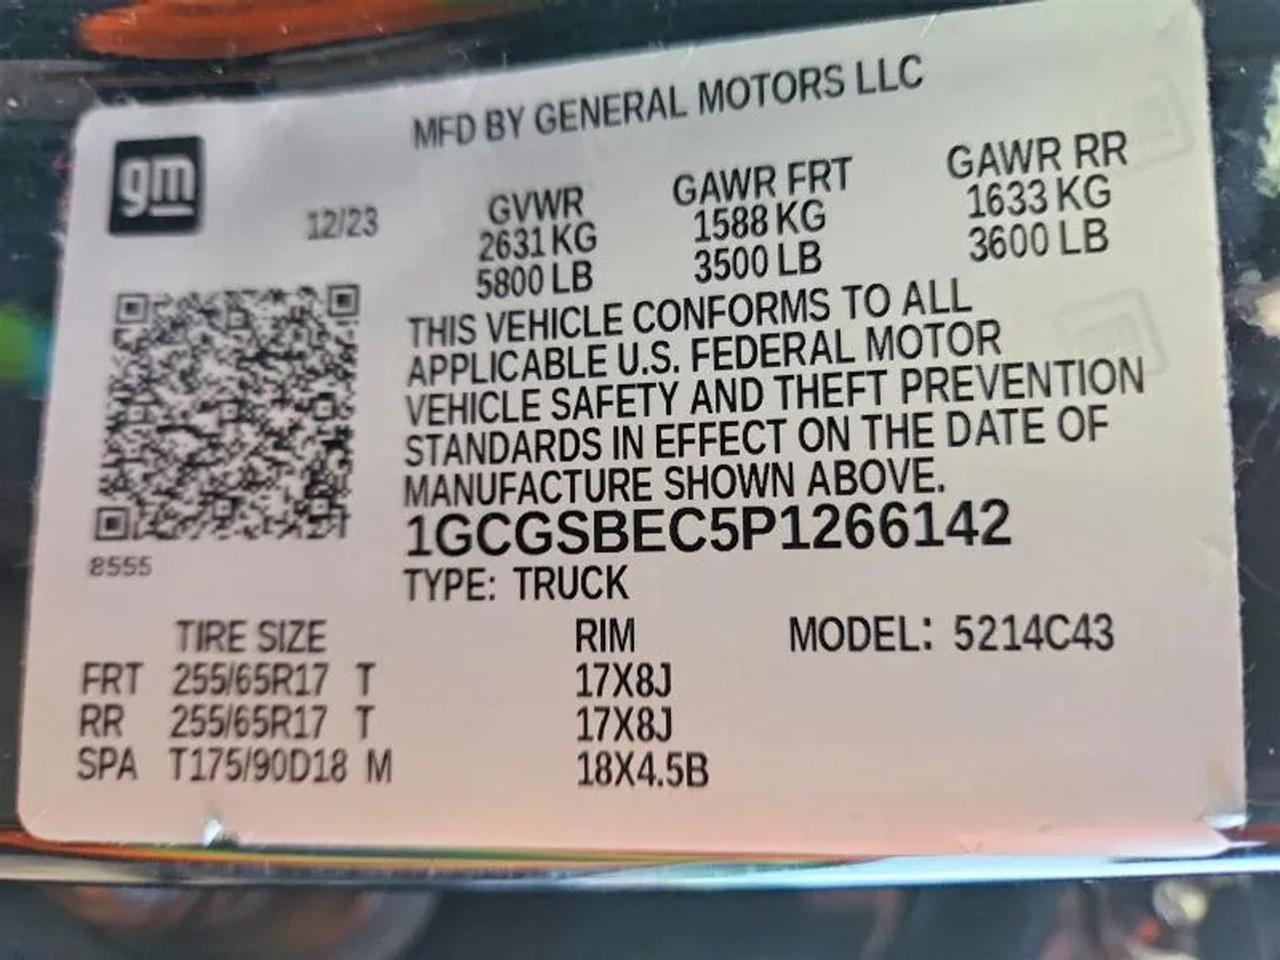 MFD BY GENERAL MOTORS LLC
gm
12/23
GVWR GAWR FRT GAWR RR
2631 KG 1588 KG 1633 KG
5800 LB 3500 LB 3600 LB
THIS VEHICLE CONFORMS TO ALL
APPLICABLE U.S. FEDERAL MOTOR
VEHICLE SAFETY AND THEFT PREVENTION
STANDARDS IN EFFECT ON THE DATE OF
MANUFACTURE SHOWN ABOVE.
1GCGSBEC5P1266142
8555
TYPE: TRUCK
TIRE SIZE RIM MODEL: 5214C43
FRT 255/65R17 T 17X8J
RR 255/65R17 T 17X8J
SPA T175/90D18 M 18X4.5B